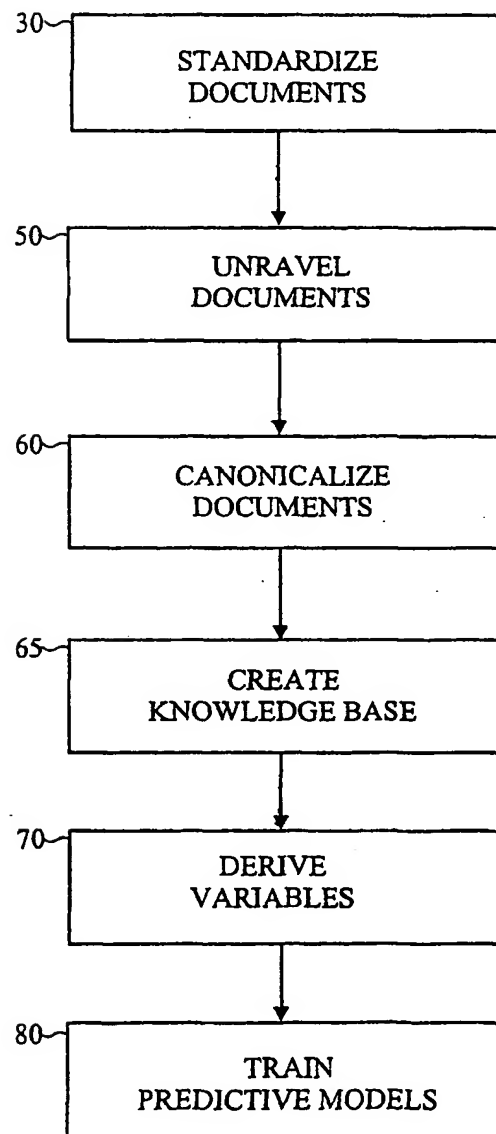 30
STANDARDIZE
DOCUMENTS
50
UNRAVEL
DOCUMENTS
60
CANONICALIZE
DOCUMENTS
65
CREATE
KNOWLEDGE BASE
70
DERIVE
VARIABLES
80
TRAIN
PREDICTIVE MODELS